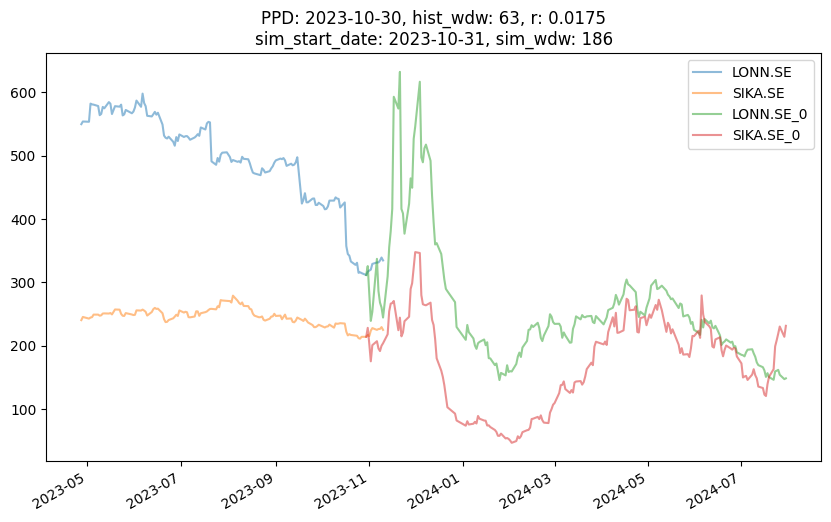 PPD: 2023-10-30, hist_wdw: 63, r: 0.0175
sim_start_date: 2023-10-31, sim_wdw: 186
LONN.SE
SIKA.SE
LONN.SE_0
SIKA.SE_0
600
500
400
300
200
100
2023-05
2023-07
2023-09
2023-11
2024-01
2024-03
2024-05
2024-07